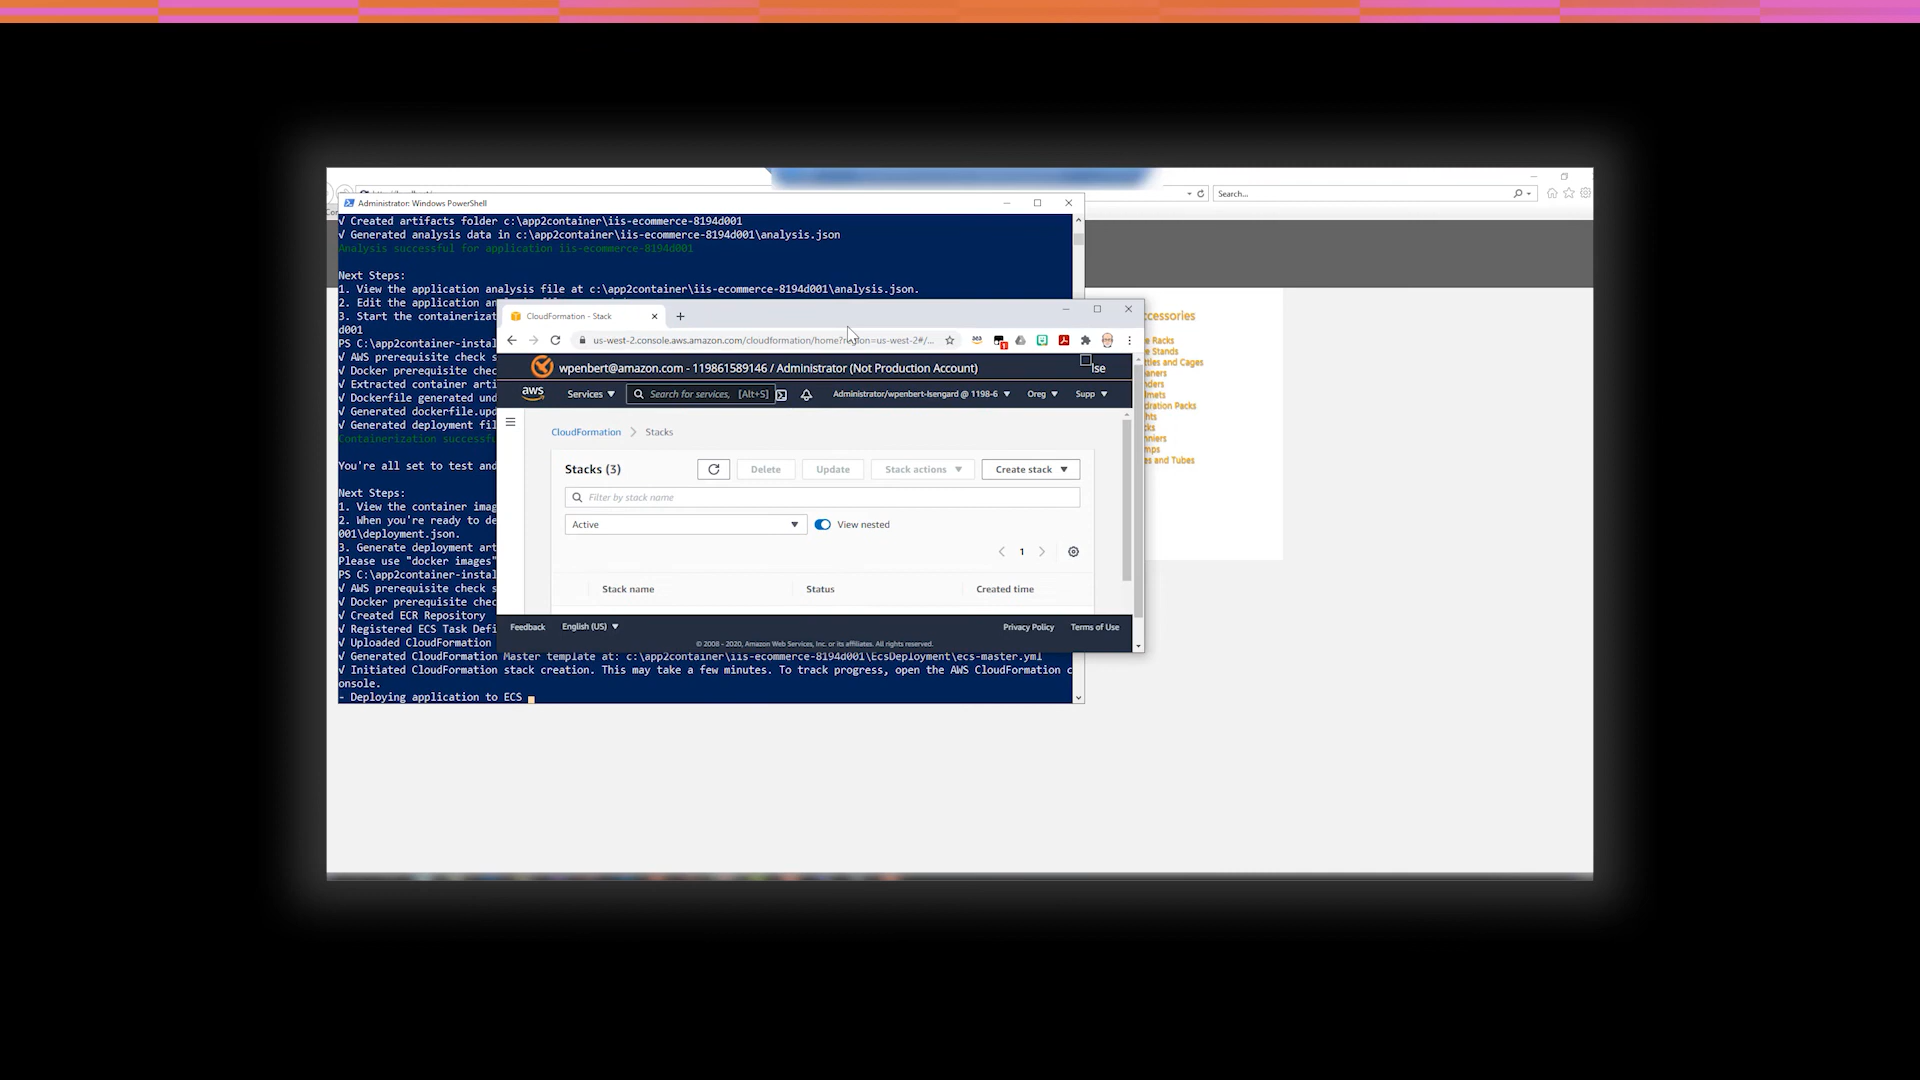 Search...
Administrator: Windows PowerShell
√ Created artifacts folder c:\app2container\iis-ecommerce-8194d001
√ Generated analysis data in c:\app2container\iis-ecommerce-8194d001\analysis.json
Analysis successful for application iis-ecommerce-8194d001
Next Steps:
1. View the application analysis file at c:\app2container\iis-ecommerce-8194d001\analysis.json.
2. Edit the application an
3. Start the containeriza
d001
PS C:\app2container-instal
√ AWS prerequisite check s
√ Docker prerequisite chec
√ Extracted container arti
√ Dockerfile generated und
√ Generated dockerfile.upd
√ Generated deployment fil
Containerization successfu
You're all set to test and
Next Steps:
1. View the container imag
2. When you're ready to de
001\deployment.json.
3. Generate deployment art
Please use "docker images"
PS C:\app2container-instal
√ AWS prerequisite check s
√ Docker prerequisite chec
√ Created ECR Repository
√ Registered ECS Task Defi
√ Uploaded CloudFormation
√ Generated CloudFormation Master template at: c:\app2container\iis-ecommerce-8194d001\EcsDeployment\ecs-master.yml
√ Initiated CloudFormation stack creation. This may take a few minutes. To track progress, open the AWS CloudFormation c
onsole.
- Deploying application to ECS
CloudFormation - Stack
us-west-2.console.aws.amazon.com/cloudformation/home?region=us-west-2#/...
wpenbert@amazon.com - 119861589146 / Administrator (Not Production Account)
Ise
aws
Services
Search for services, [Alt+S]
Administrator/wpenbert-Isengard @ 1198-6
Oreg
Supp
CloudFormation
Stacks
Stacks (3)
Delete
Update
Stack actions
Create stack
Filter by stack name
Active
View nested
1
Stack name
Status
Created time
Feedback
English (US)
Privacy Policy
Terms of Use
© 2008 - 2020, Amazon Web Services, Inc. or its affiliates. All rights reserved.
ccessories
e Racks
e Stands
ttles and Cages
aners
nders
lmets
dration Packs
hts
cks
nniers
mps
es and Tubes